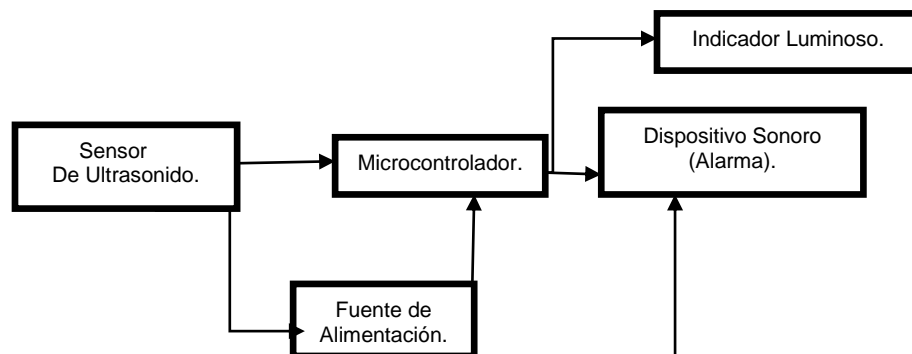 Indicador Luminoso.
Sensor
De Ultrasonido.
Microcontrolador.
Dispositivo Sonoro
(Alarma).
Fuente de
Alimentación.